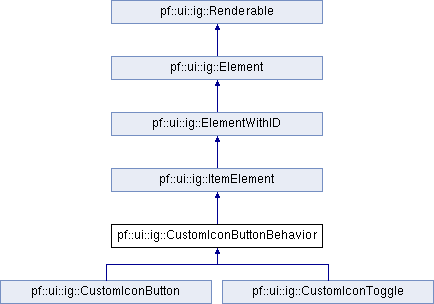 pf::ui::ig::Renderable
pf::ui::ig::Element
pf::ui::ig::ElementWithID
pf::ui::ig::ItemElement
pf::ui::ig::CustomIconButtonBehavior
pf::ui::ig::CustomIconButton
pf::ui::ig::CustomIconToggle